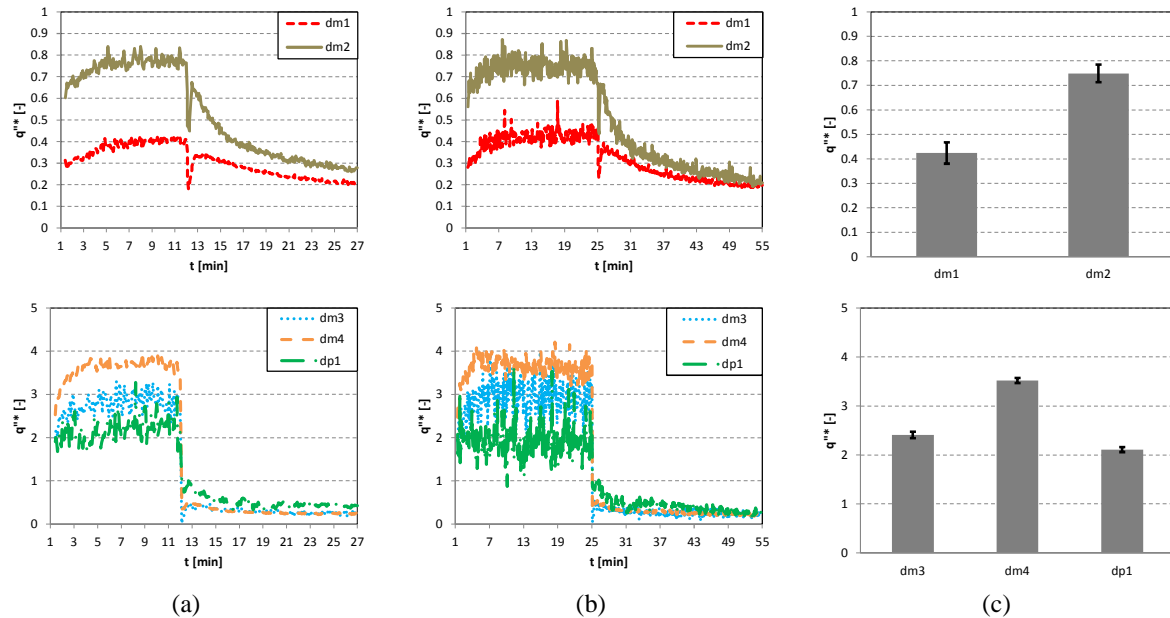 1
0.9
0.8
0.7
0.6
0.5
0.4
0.3
0.2
0.1
0
q"* [-]
1 3 5 7 9 11 13 15 17 19 21 23 25 27
t [min]
dm1
dm2
1
0.9
0.8
0.7
0.6
0.5
0.4
0.3
0.2
0.1
0
q"* [-]
1 7 13 19 25 31 37 43 49 55
t [min]
dm1
dm2
1
0.9
0.8
0.7
0.6
0.5
0.4
0.3
0.2
0.1
0
q"* [-]
dm1 dm2
5
4
3
2
1
0
q"* [-]
1 3 5 7 9 11 13 15 17 19 21 23 25 27
t [min]
dm3
dm4
dp1
5
4
3
2
1
0
q"* [-]
1 7 13 19 25 31 37 43 49 55
t [min]
dm3
dm4
dp1
5
4
3
2
1
0
q"* [-]
dm3 dm4 dp1
(a) (b) (c)